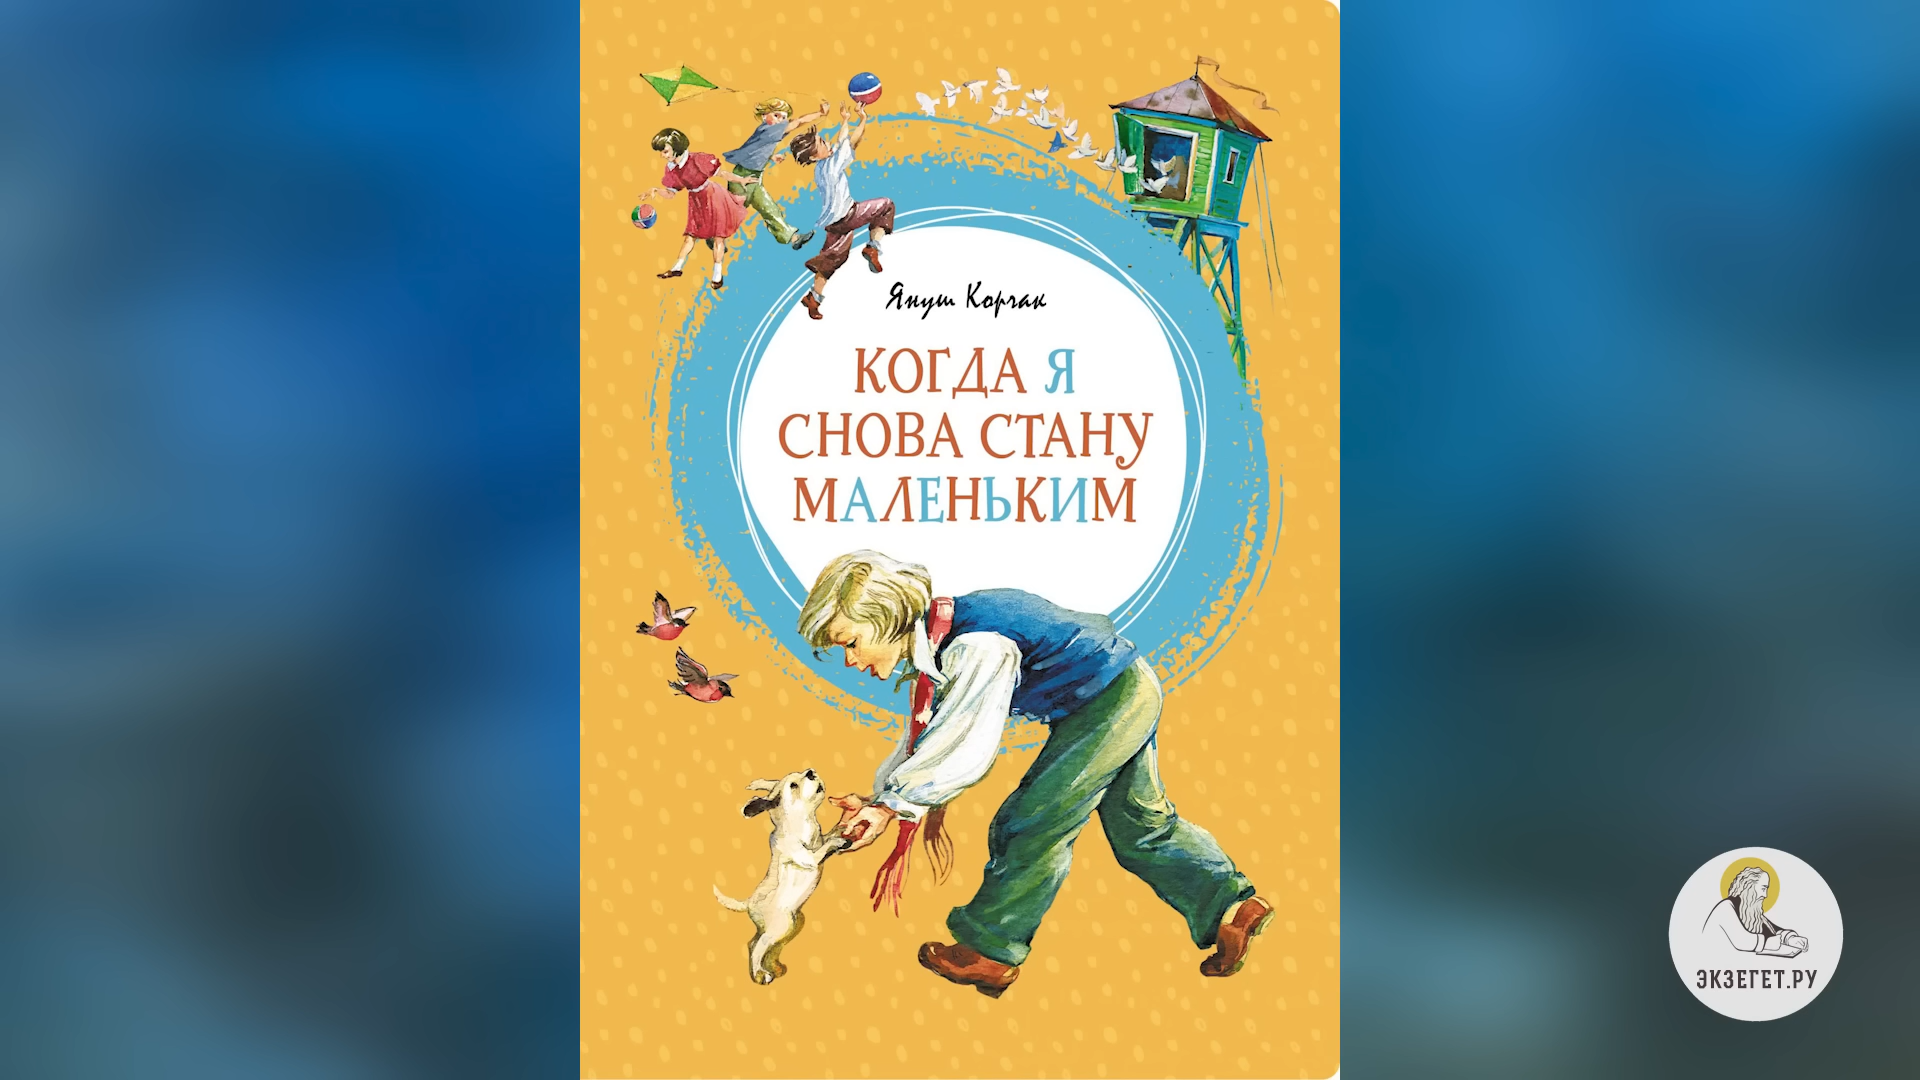 Януш Корчак
КОГДА Я
СНОВА СТАНУ
МАЛЕНЬКИМ
ЭКЗЕГЕТ.РУ